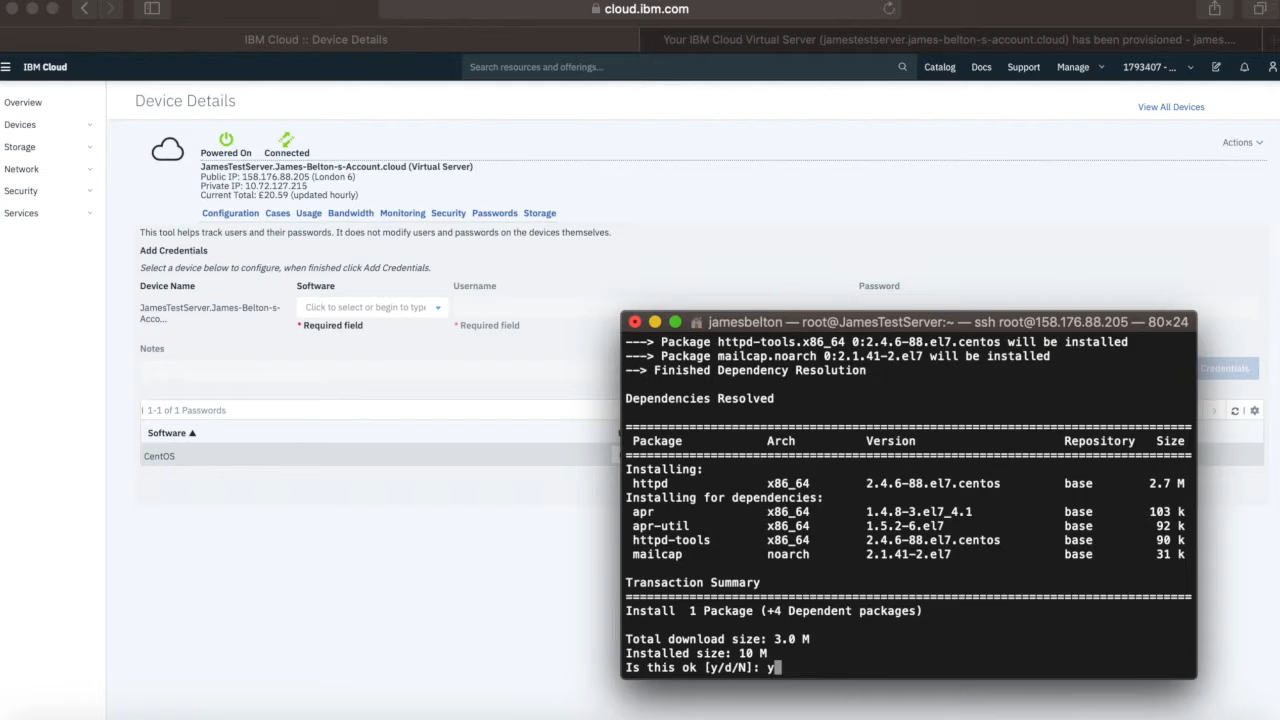 cloud.ibm.com
IBM Cloud :: Device Details
Your IBM Cloud Virtual Server (jamestestserver.james-belton-s-account.cloud) has been provisioned - james....
IBM Cloud
Search resources and offerings...
Catalog
Docs
Support
Manage
1793407 - ...
Overview
Devices
Storage
Network
Security
Services
Device Details
View All Devices
Actions
Powered On
Connected
JamesTestServer.James-Belton-s-Account.cloud (Virtual Server)
Public IP: 158.176.88.205 (London 6)
Private IP: 10.72.127.215
Current Total: £20.59 (updated hourly)
Configuration Cases Usage Bandwidth Monitoring Security Passwords Storage
This tool helps track users and their passwords. It does not modify users and passwords on the devices themselves.
Add Credentials
Select a device below to configure, when finished click Add Credentials.
Device Name Software Username Password
JamesTestServer.James-Belton-s-
Acco...
Click to select or begin to type
* Required field
* Required field
Notes
Credentials
1-1 of 1 Passwords
Software ▲
CentOS
jamesbelton — root@JamesTestServer:~ — ssh root@158.176.88.205 — 80×24
---> Package httpd-tools.x86_64 0:2.4.6-88.el7.centos will be installed
---> Package mailcap.noarch 0:2.1.41-2.el7 will be installed
--> Finished Dependency Resolution
Dependencies Resolved
================================================================================
Package Arch Version Repository Size
================================================================================
Installing:
httpd x86_64 2.4.6-88.el7.centos base 2.7 M
Installing for dependencies:
apr x86_64 1.4.8-3.el7_4.1 base 103 k
apr-util x86_64 1.5.2-6.el7 base 92 k
httpd-tools x86_64 2.4.6-88.el7.centos base 90 k
mailcap noarch 2.1.41-2.el7 base 31 k
Transaction Summary
================================================================================
Install 1 Package (+4 Dependent packages)
Total download size: 3.0 M
Installed size: 10 M
Is this ok [y/d/N]: y